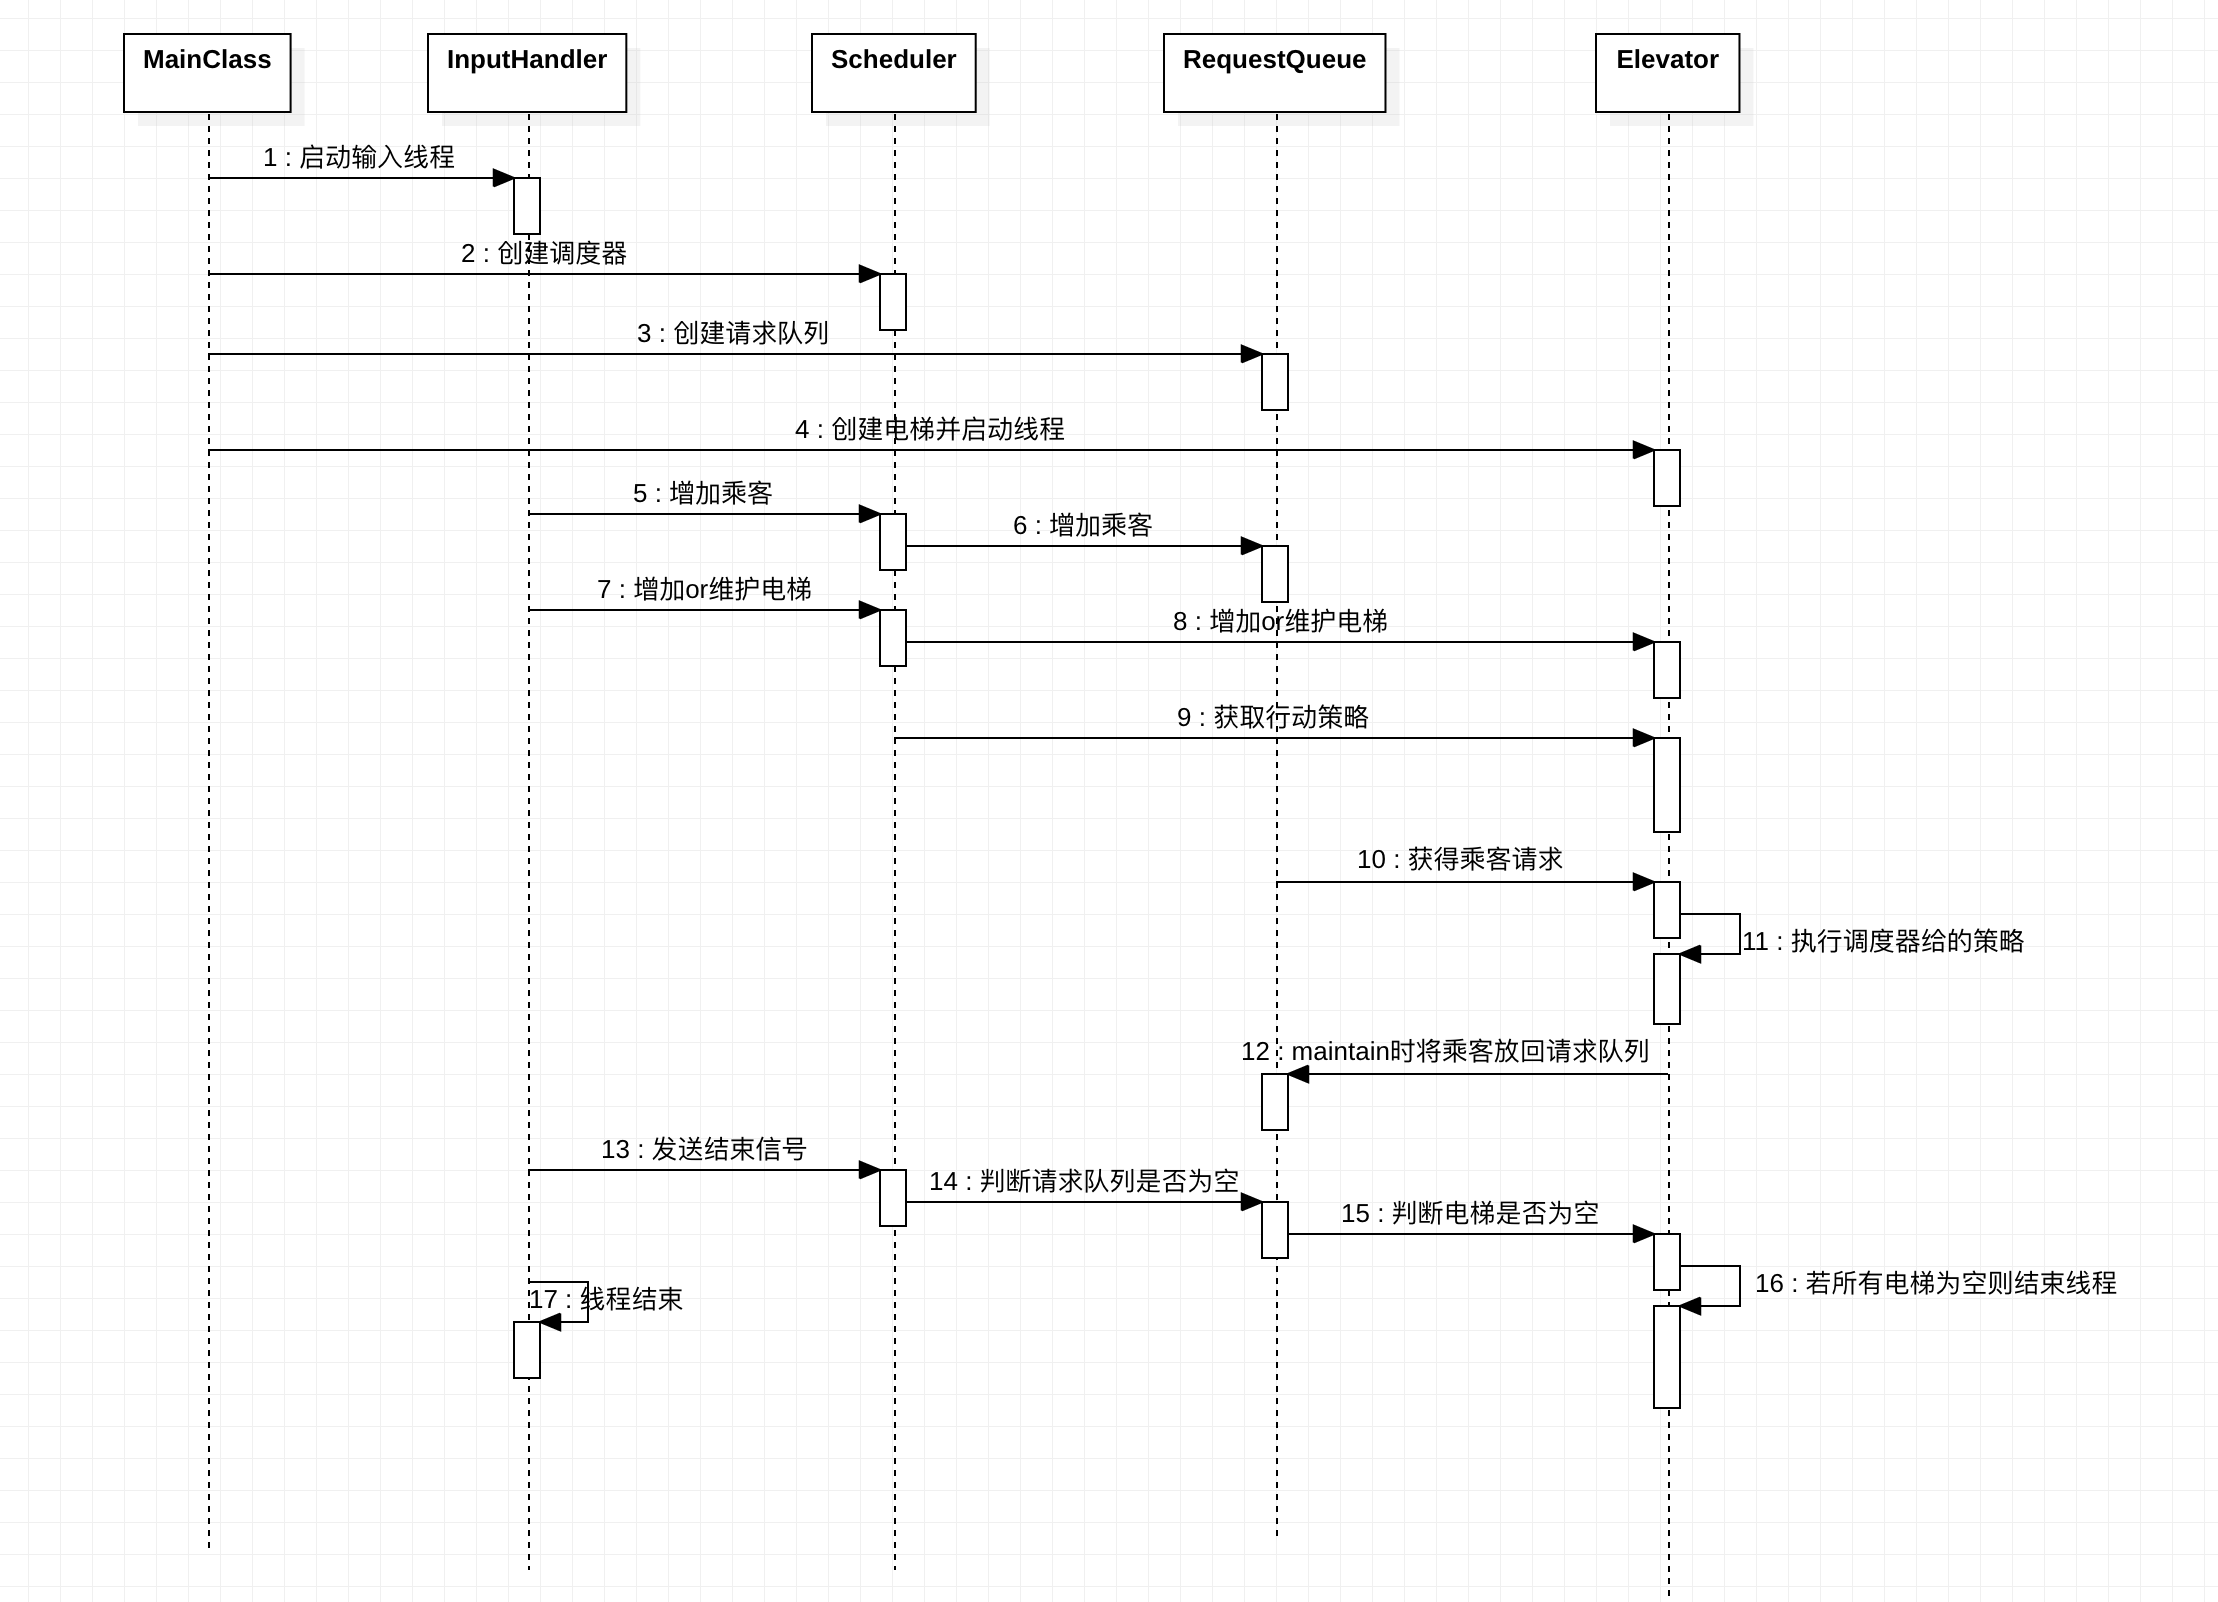 MainClass
InputHandler
Scheduler
RequestQueue
Elevator
1 : 启动输入线程
2 : 创建调度器
3 : 创建请求队列
4 : 创建电梯并启动线程
5 : 增加乘客
6 : 增加乘客
7 : 增加or维护电梯
8 : 增加or维护电梯
9 : 获取行动策略
10 : 获得乘客请求
11 : 执行调度器给的策略
12 : maintain时将乘客放回请求队列
13 : 发送结束信号
14 : 判断请求队列是否为空
15 : 判断电梯是否为空
16 : 若所有电梯为空则结束线程
17 : 线程结束